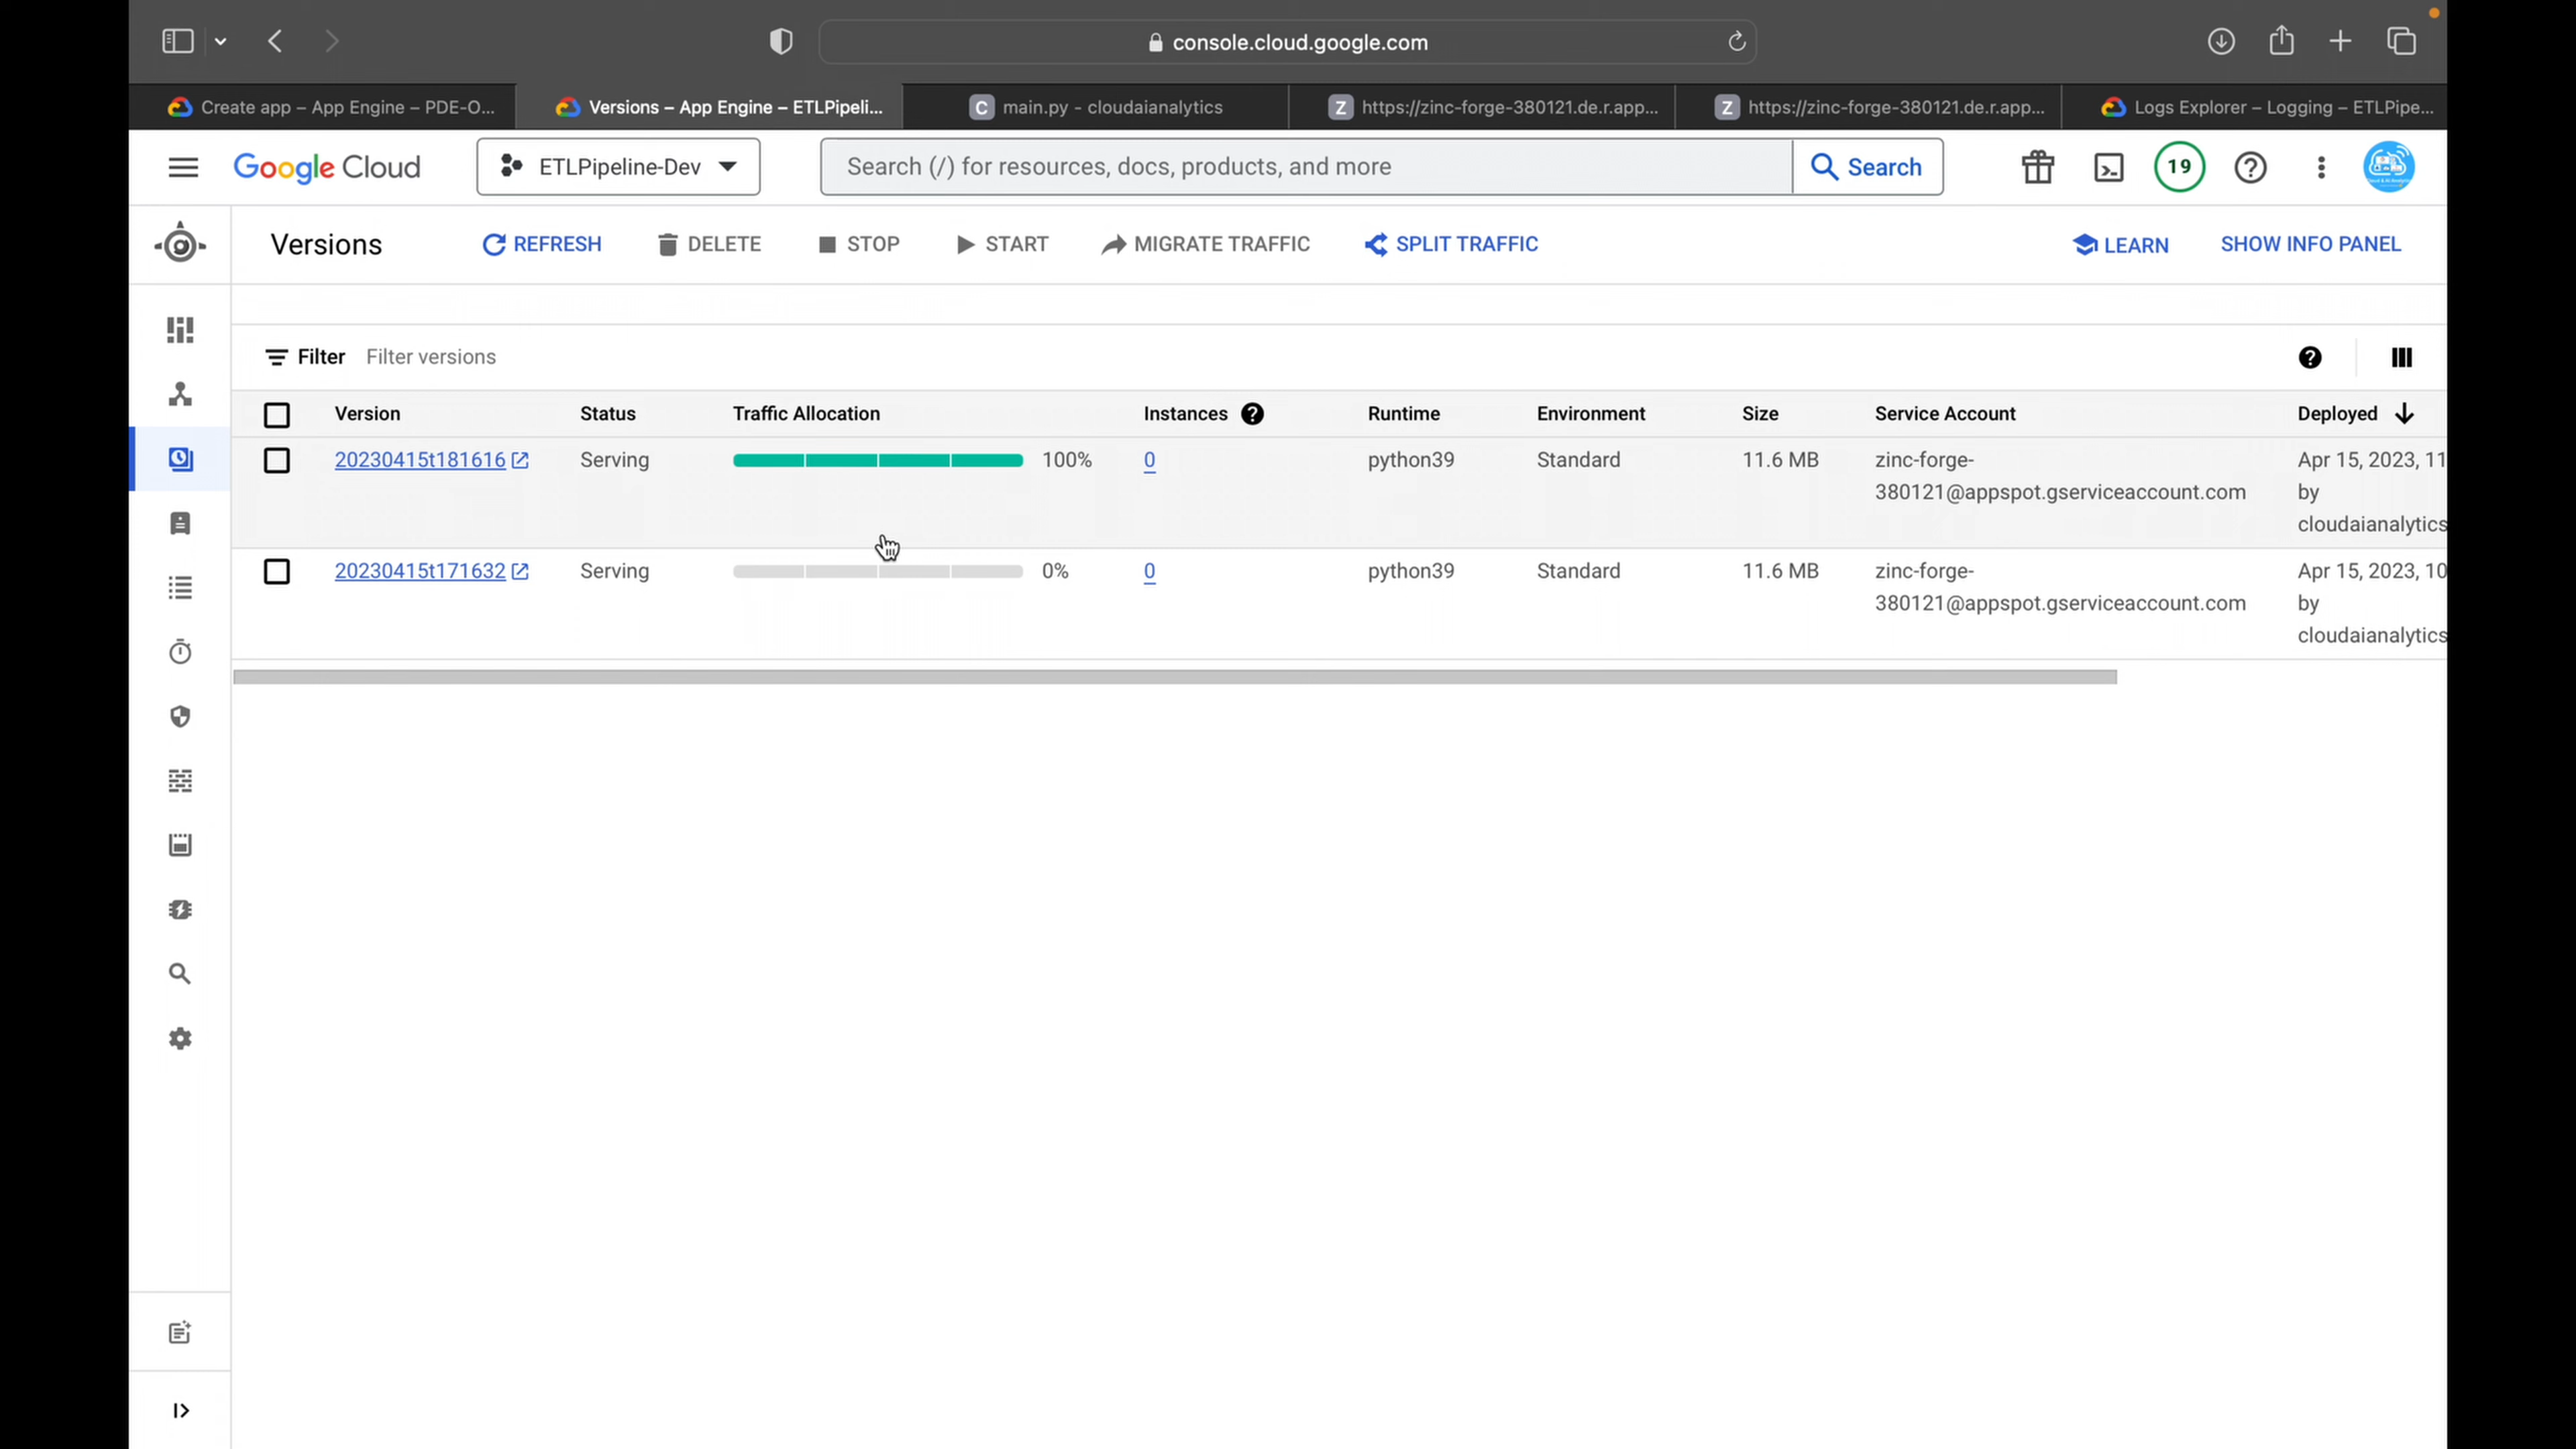 console.cloud.google.com
Create app – App Engine – PDE-O...
Versions – App Engine – ETLPipeli...
C main.py - cloudaianalytics
Z https://zinc-forge-380121.de.r.app...
Z https://zinc-forge-380121.de.r.app...
Logs Explorer – Logging – ETLPipe...
Google Cloud
ETLPipeline-Dev
Search (/) for resources, docs, products, and more
Search
19
Versions
REFRESH
DELETE
STOP
START
MIGRATE TRAFFIC
SPLIT TRAFFIC
LEARN
SHOW INFO PANEL
Filter Filter versions
Version Status Traffic Allocation Instances Runtime Environment Size Service Account Deployed
20230415t181616 Serving 100% 0 python39 Standard 11.6 MB zinc-forge- Apr 15, 2023, 11
380121@appspot.gserviceaccount.com by
cloudaianalytics
20230415t171632 Serving 0% 0 python39 Standard 11.6 MB zinc-forge- Apr 15, 2023, 10
380121@appspot.gserviceaccount.com by
cloudaianalytics